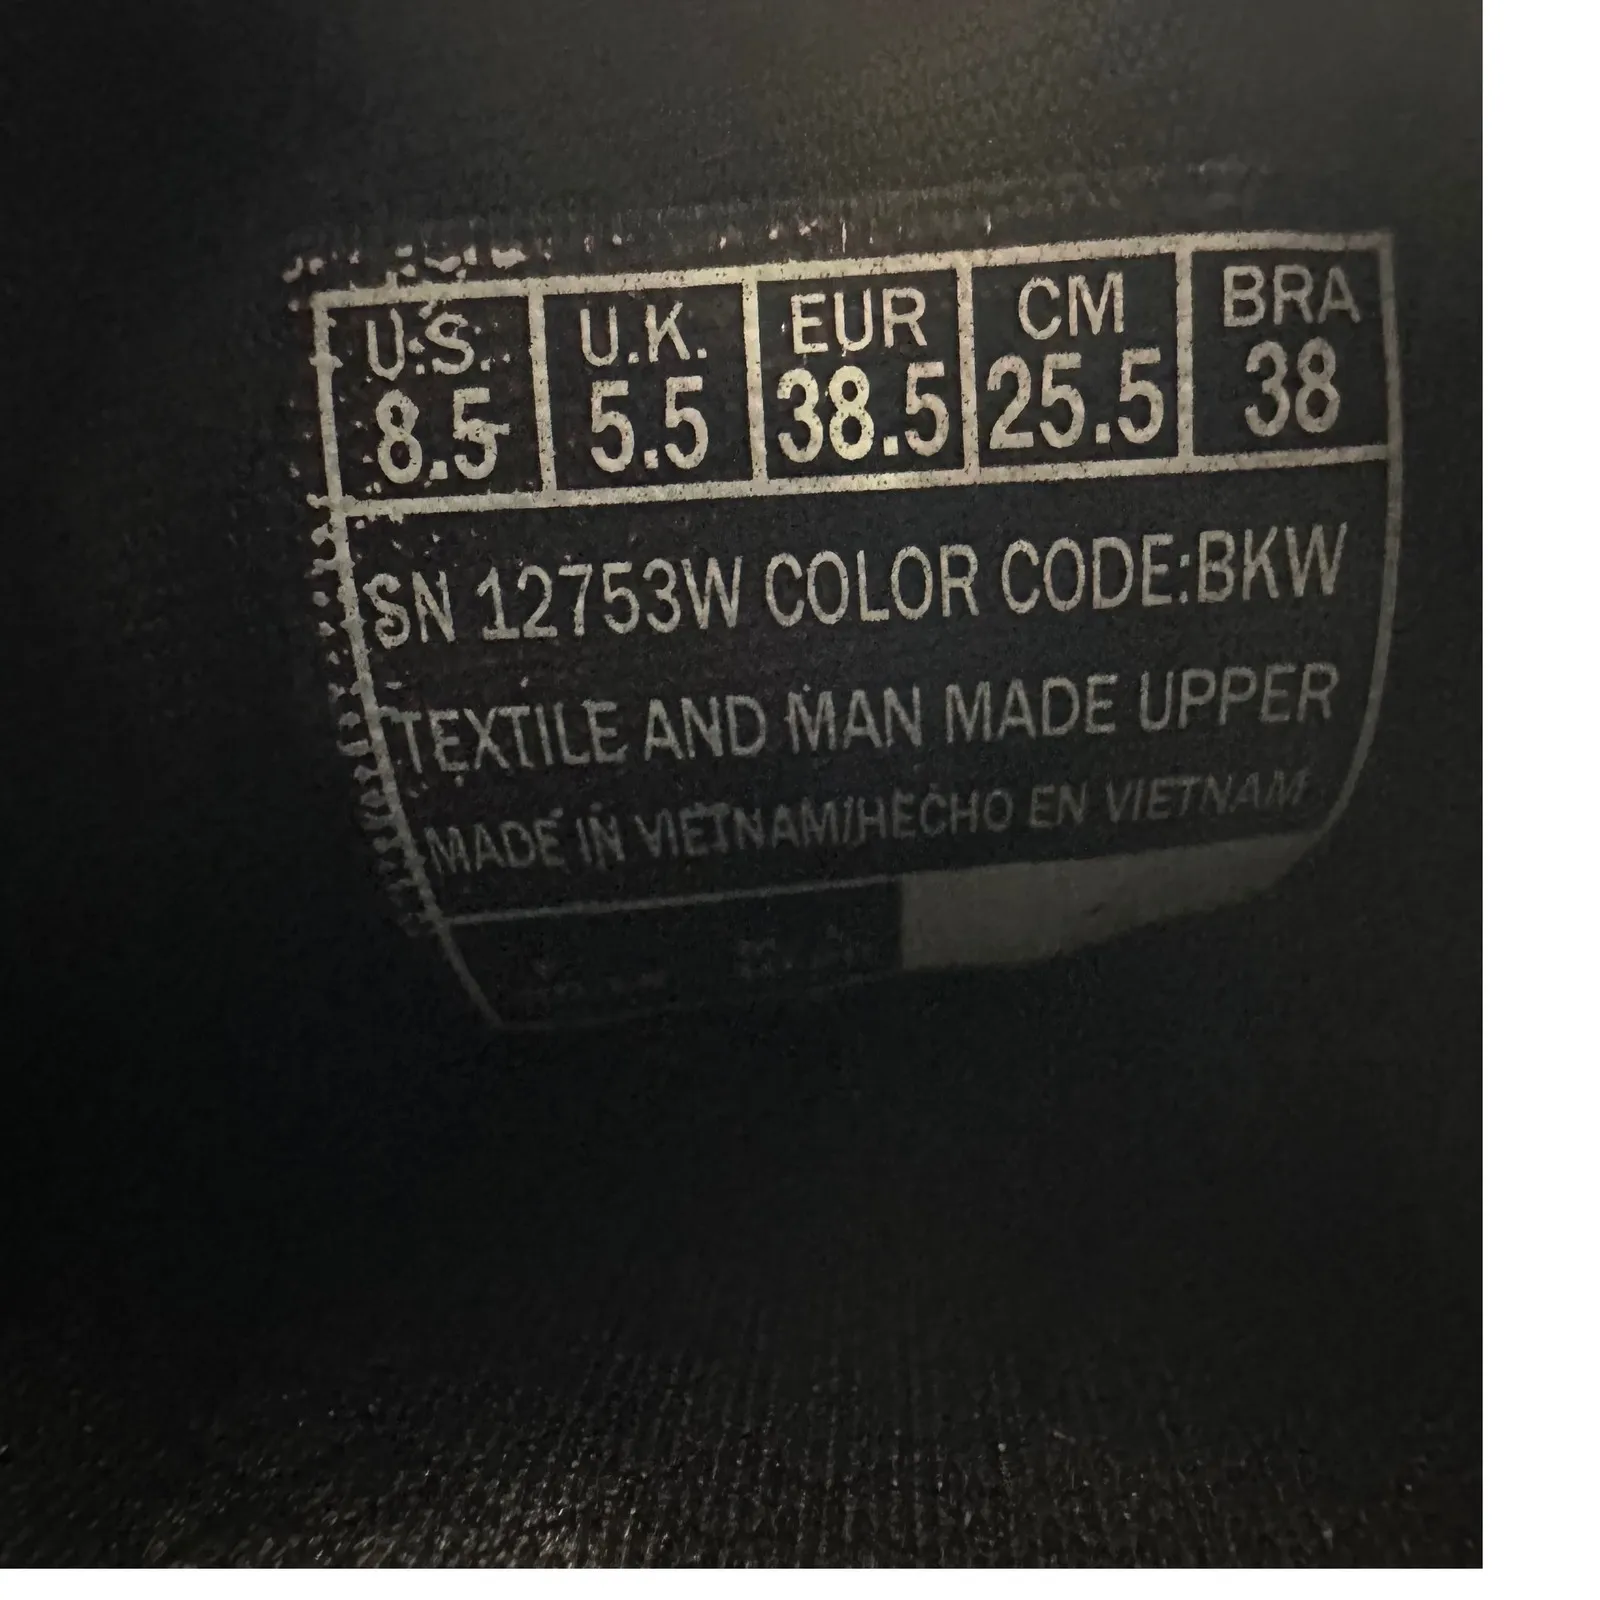 U.S. U.K. EUR CM BRA
8.5 5.5 38.5 25.5 38
SN 12753W COLOR CODE:BKW
TEXTILE AND MAN MADE UPPER
MADE IN VIETNAM/HECHO EN VIETNAM